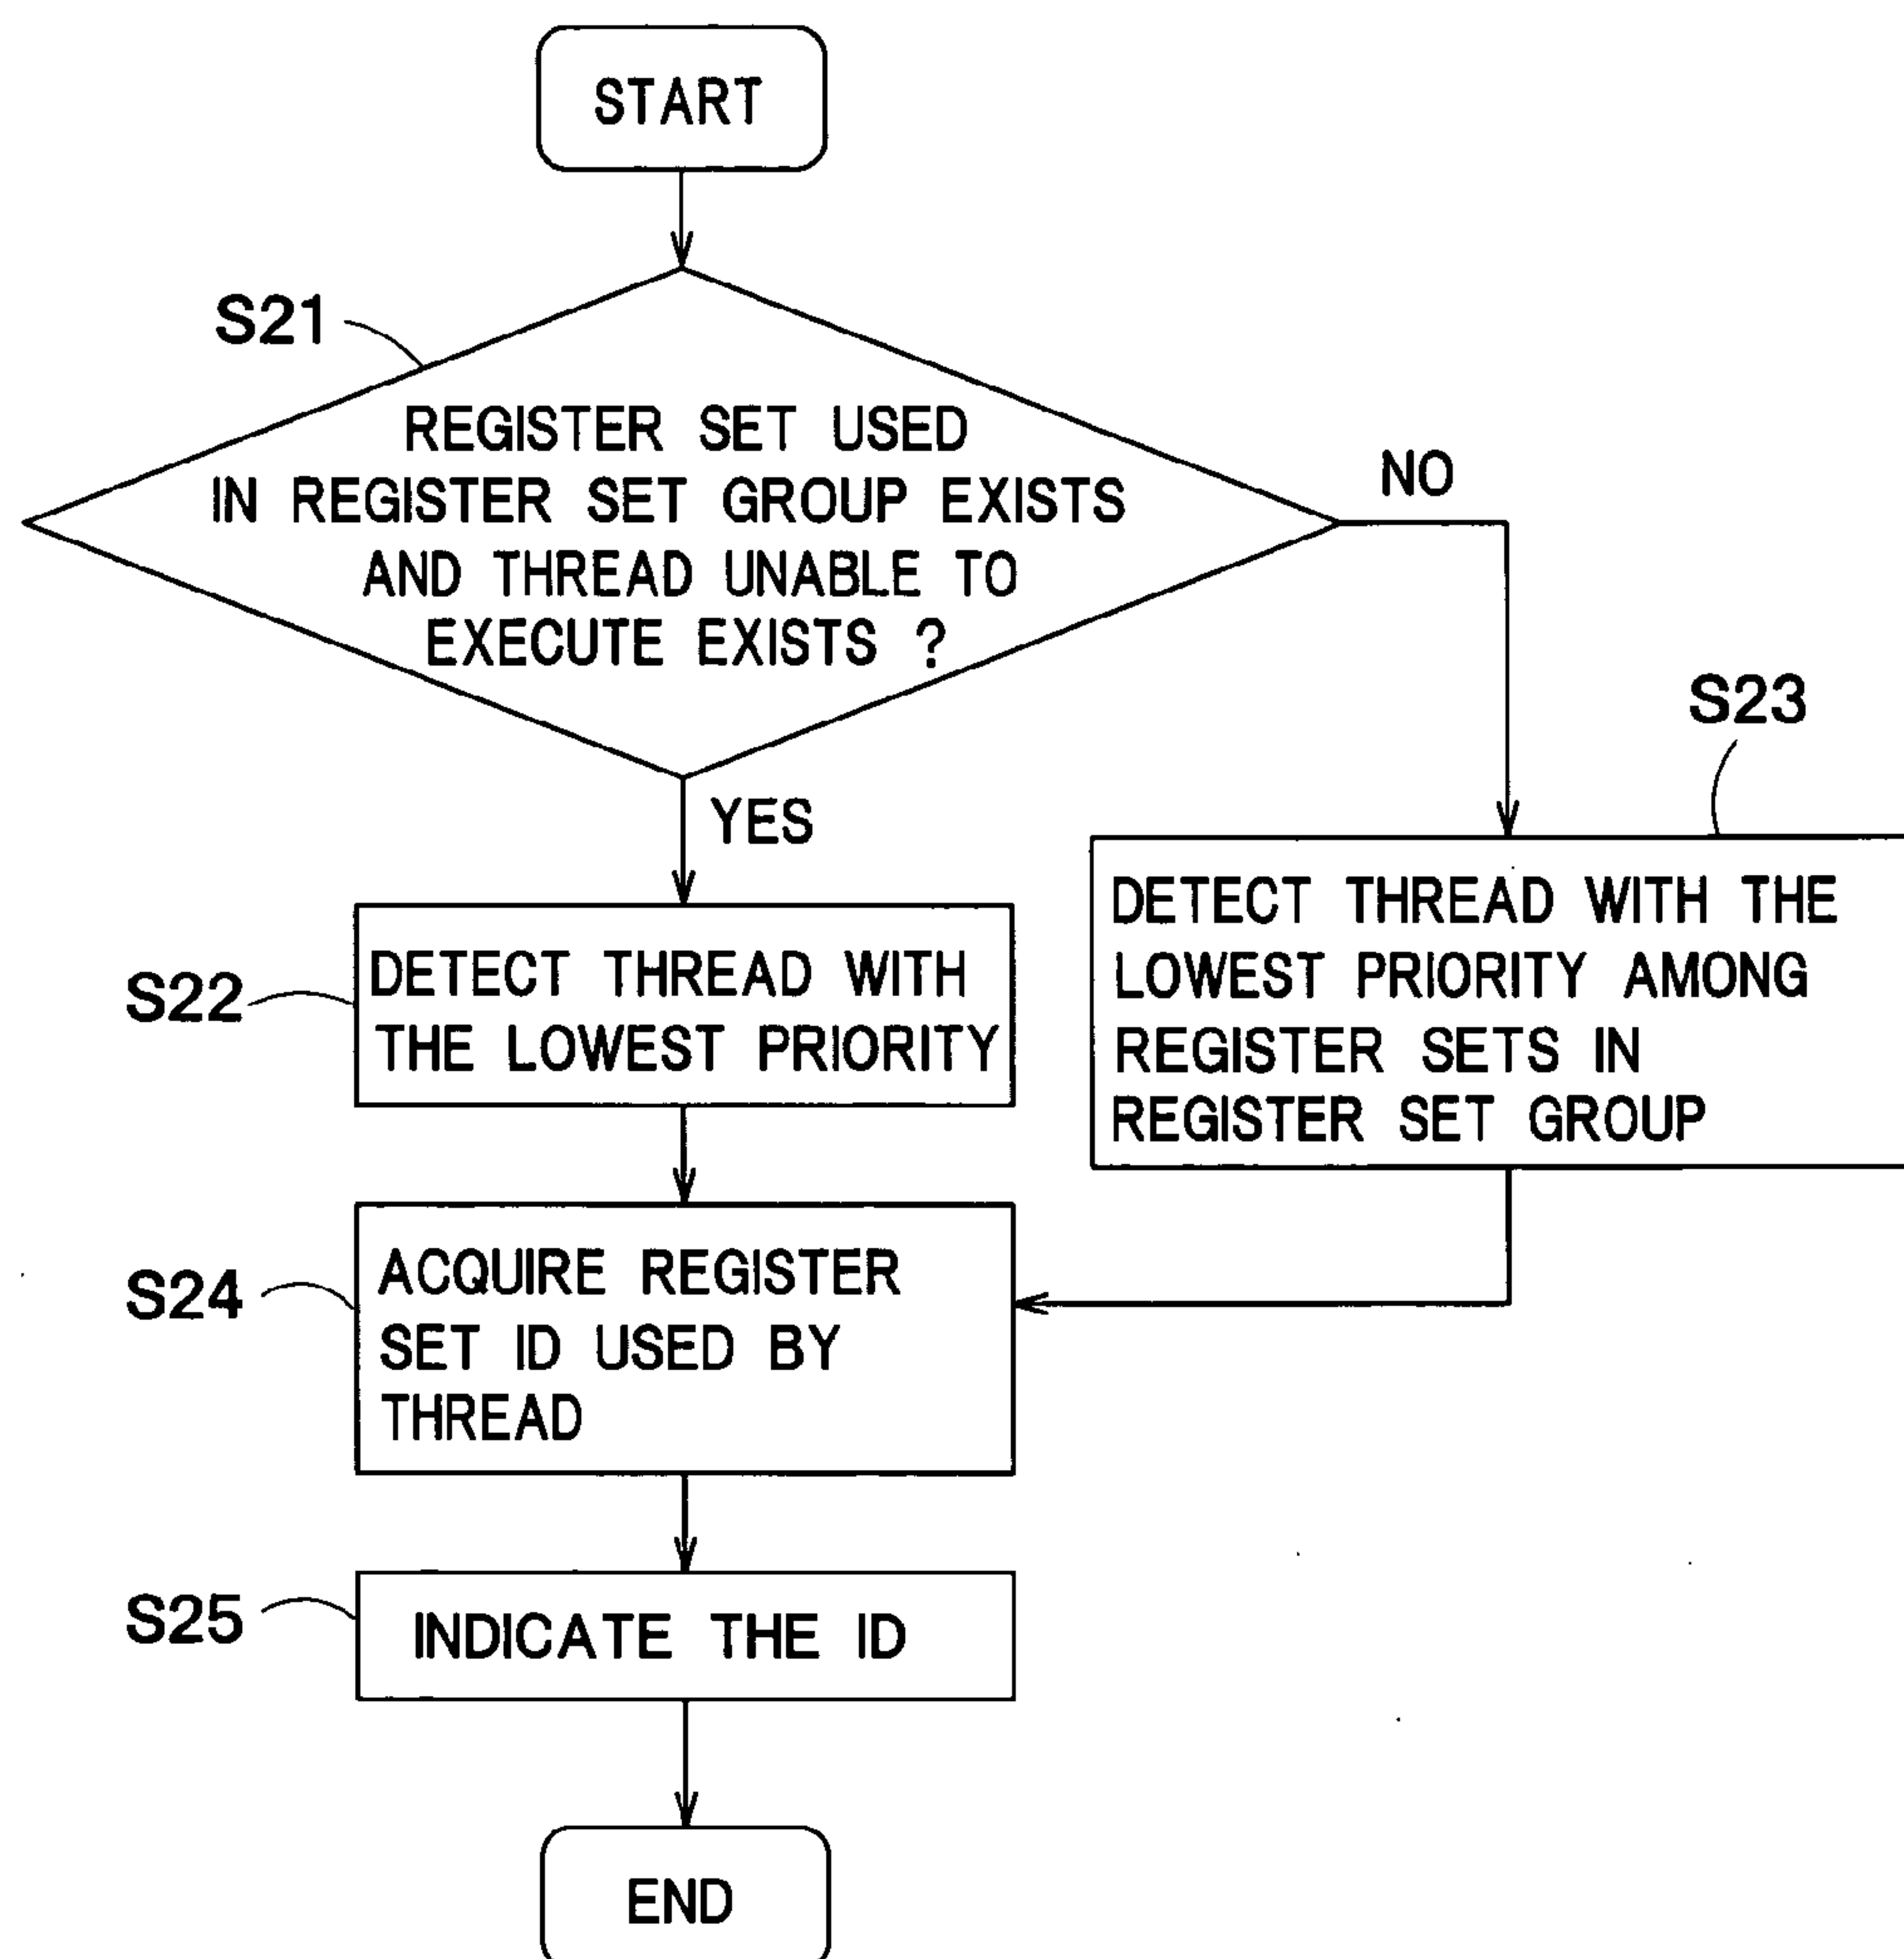 START
S21
REGISTER SET USED
IN REGISTER SET GROUP EXISTS
AND THREAD UNABLE TO
EXECUTE EXISTS ?
NO
YES
S23
DETECT THREAD WITH THE
LOWEST PRIORITY AMONG
REGISTER SETS IN
REGISTER SET GROUP
S22
DETECT THREAD WITH
THE LOWEST PRIORITY
S24
ACQUIRE REGISTER
SET ID USED BY
THREAD
S25
INDICATE THE ID
END